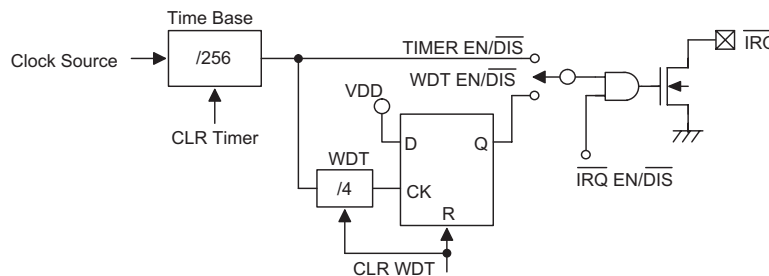 Time Base
Clock Source
/256
CLR Timer
TIMER EN/DIS
WDT EN/DIS
IRQ
VDD
D
Q
WDT
/4
CK
R
IRQ EN/DIS
CLR WDT